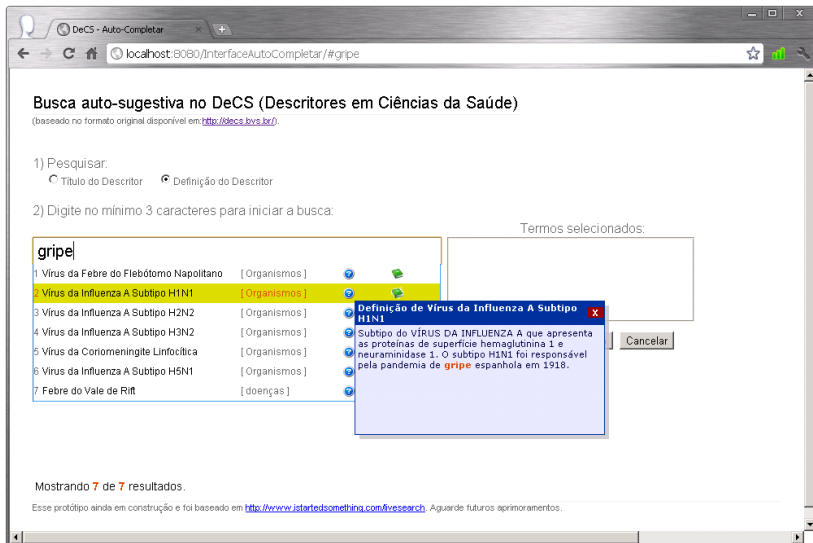 DeCS - Auto-Completar
localhost:8080/InterfaceAutoCompletar/#gripe
Busca auto-sugestiva no DeCS (Descritores em Ciências da Saúde)
(baseado no formato original disponível em:http://decs.bvs.br/).
1) Pesquisar:
Título do Descritor Definição do Descritor
2) Digite no mínimo 3 caracteres para iniciar a busca:
Termos selecionados:
gripe
1 Vírus da Febre do Flebótomo Napolitano [ Organismos ]
2 Vírus da Influenza A Subtipo H1N1 [ Organismos ]
3 Vírus da Influenza A Subtipo H2N2 [ Organismos ]
4 Vírus da Influenza A Subtipo H3N2 [ Organismos ]
5 Vírus da Coriomeningite Linfocítica [ Organismos ]
6 Virus da Influenza A Subtipo H5N1 [ Organismos ]
7 Febre do Vale de Rift [ doenças ]
Definição de Vírus da Influenza A Subtipo
H1N1
X
Subtipo do VÍRUS DA INFLUENZA A que apresenta
as proteínas de superfície hemaglutinina 1 e
neuraminidase 1. O subtipo H1N1 foi responsável
pela pandemia de gripe espanhola em 1918.
Cancelar
Mostrando 7 de 7 resultados.
Esse protótipo ainda em construção e foi baseado em http://www.istartedsomething.com/livesearch. Aguarde futuros aprimoramentos.